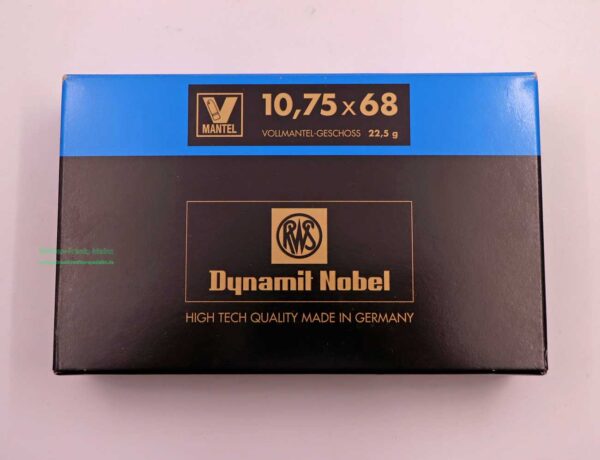 V
MANTEL
10,75 x 68
VOLLMANTEL-GESCHOSS 22,5 g
RWS
Dynamit Nobel
HIGH TECH QUALITY MADE IN GERMANY